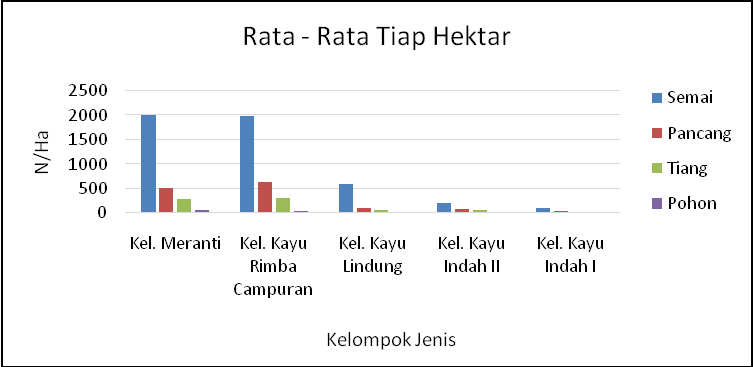 Rata - Rata Tiap Hektar
N/Ha
2500
2000
1500
1000
500
0
Kel. Meranti
Kel. Kayu
Rimba
Campuran
Kel. Kayu
Lindung
Kel. Kayu
Indah II
Kel. Kayu
Indah I
Kelompok Jenis
Semai
Pancang
Tiang
Pohon